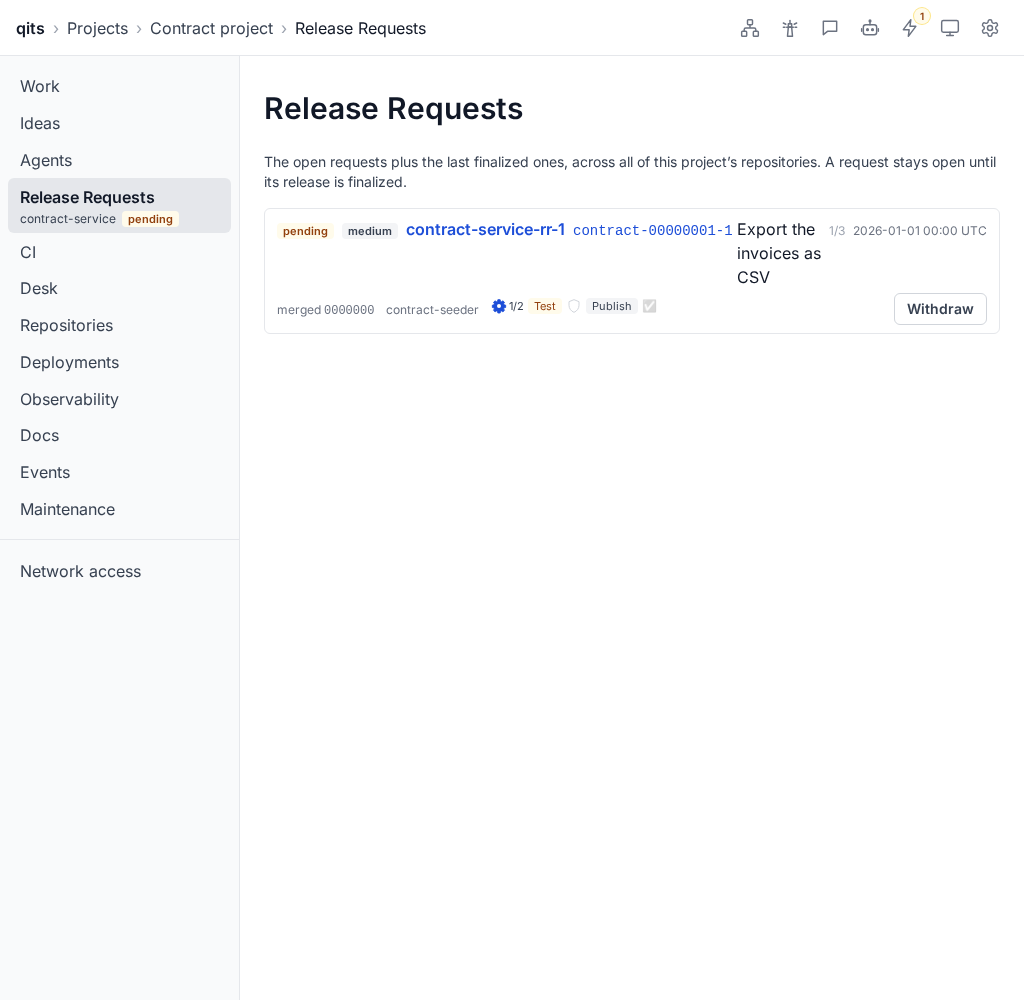 qits › Projects › Contract project › Release Requests
1
Work
Ideas
Agents
Release Requests
contract-service pending
CI
Desk
Repositories
Deployments
Observability
Docs
Events
Maintenance
Network access
Release Requests
The open requests plus the last finalized ones, across all of this project’s repositories. A request stays open until
its release is finalized.
pending medium contract-service-rr-1 contract-00000001-1 Export the 1/3 2026-01-01 00:00 UTC
invoices as
CSV
merged 0000000 contract-seeder 1/2 Test Publish Withdraw